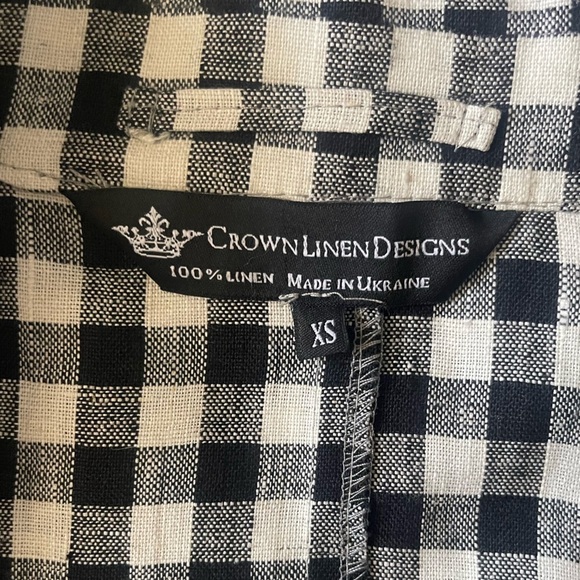 CROWN LINEN DESIGNS
100% LINEN MADE IN UKRAINE
XS